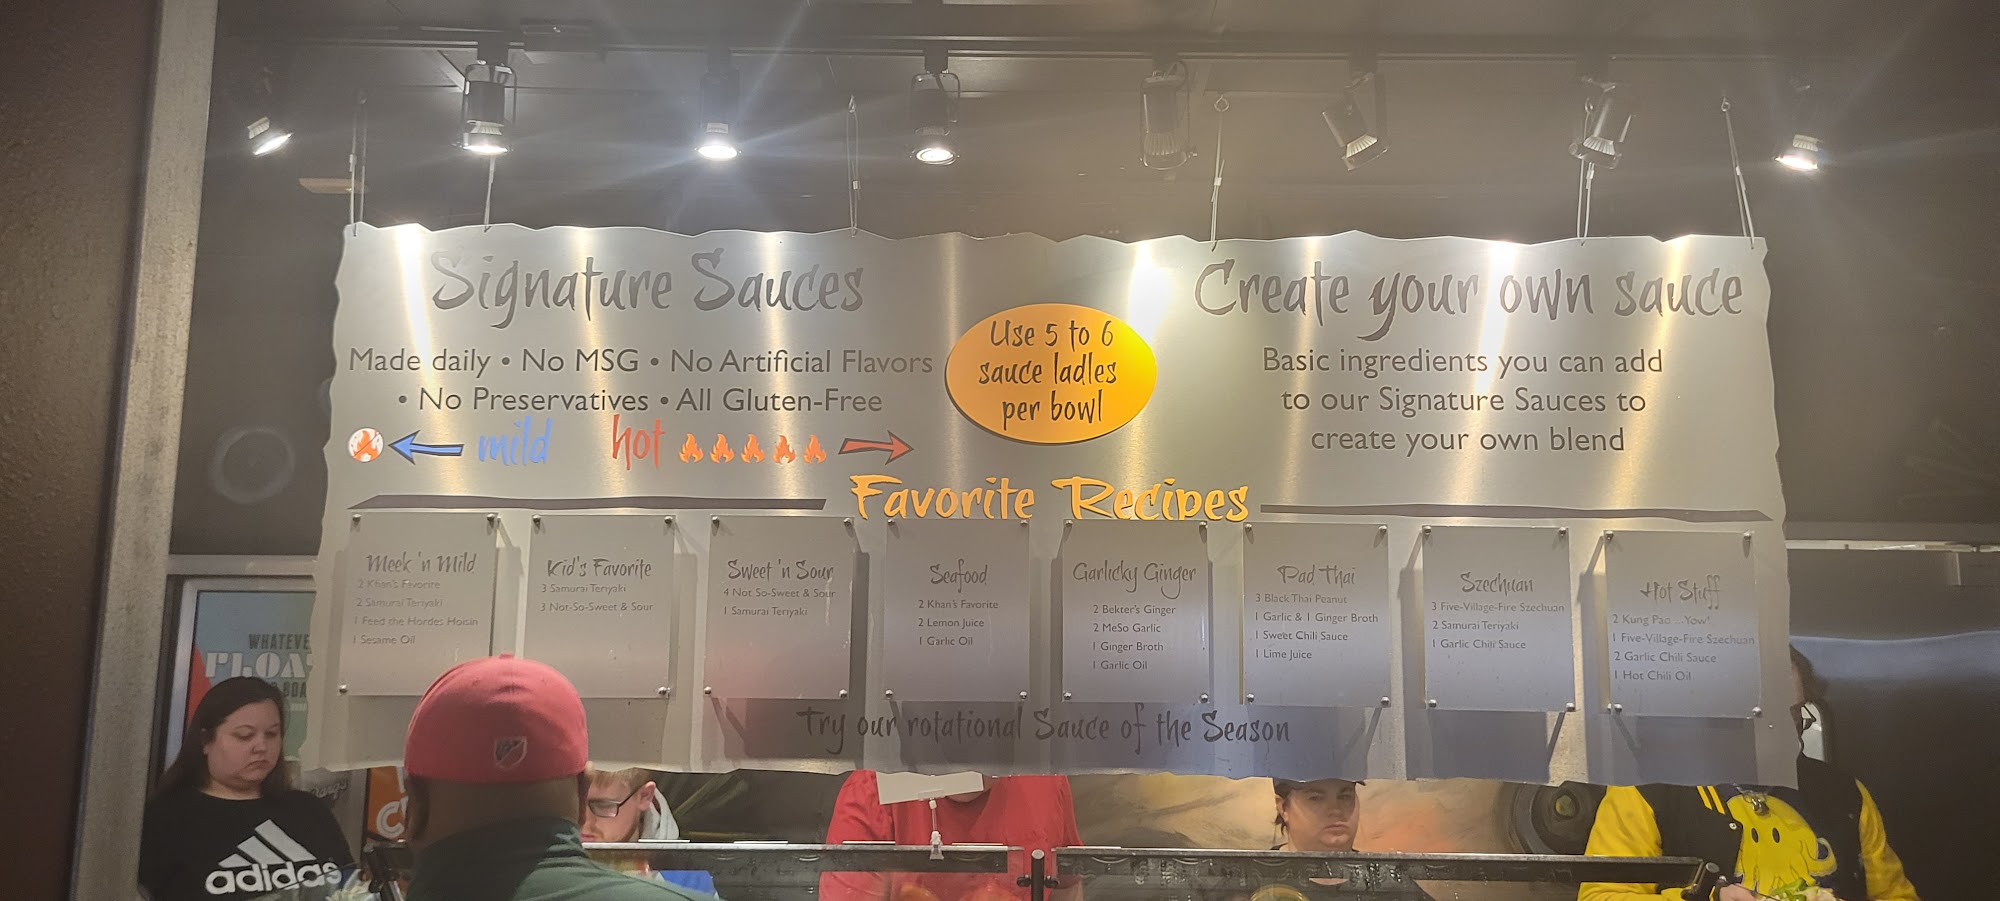 Signature Sauces
Made daily • No MSG • No Artificial Flavors
• No Preservatives • All Gluten-Free
mild hot
Use 5 to 6
sauce ladles
per bowl
Create your own sauce
Basic ingredients you can add
to our Signature Sauces to
create your own blend
Favorite Recipes
Meek 'n Mild
2 Khan's Favorite
2 Samurai Teriyaki
1 Feed the Hordes Hoisin
1 Sesame Oil
Kid's Favorite
3 Samurai Teriyaki
3 Not-So-Sweet & Sour
Sweet 'n Sour
4 Not So-Sweet & Sour
1 Samurai Teriyaki
Seafood
2 Khan's Favorite
2 Lemon Juice
1 Garlic Oil
Garlicky Ginger
2 Bekter's Ginger
2 MeSo Garlic
1 Ginger Broth
1 Garlic Oil
Pad Thai
3 Black Thai Peanut
1 Garlic & 1 Ginger Broth
1 Sweet Chili Sauce
1 Lime Juice
Szechuan
3 Five-Village-Fire Szechuan
2 Samurai Teriyaki
1 Garlic Chili Sauce
Hot Stuff
2 Kung Pao ...Yow!
1 Five-Village-Fire Szechuan
2 Garlic Chili Sauce
1 Hot Chili Oil
Try our rotational Sauce of the Season
WHATEVE
FLOA
BOA
adidas